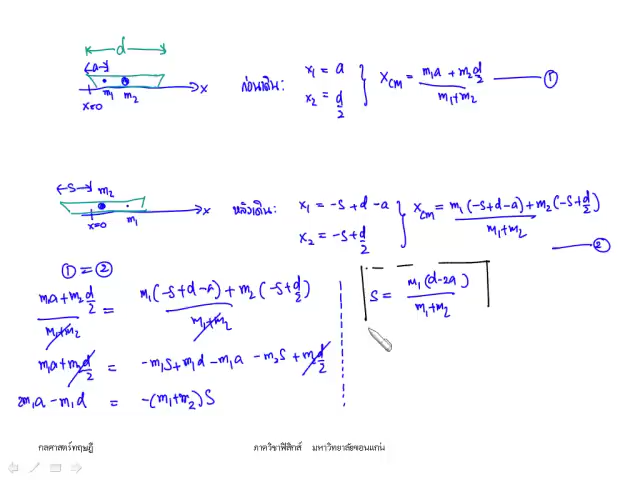 d
a
m₁ m₂
x=0
x
ก่อนเดิน: x₁ = a
x₂ = d/2
X_CM = (m₁a + m₂d/2)/(m₁+m₂) ①
S m₂
x=0 m₁
x
หลังเดิน: x₁ = -s+d-a
x₂ = -s+d/2
X_CM = (m₁(-s+d-a)+m₂(-s+d/2))/(m₁+m₂)
②
① = ②
(m₁a+m₂d/2)/(m₁+m₂) = (m₁(-s+d-a)+m₂(-s+d/2))/(m₁+m₂)
m₁a+m₂d/2 = -m₁s+m₁d-m₁a-m₂s+m₂d/2
2m₁a-m₁d = -(m₁+m₂)s
s = m₁(d-2a)/(m₁+m₂)
กลศาสตร์ทฤษฎี ภาควิชาฟิสิกส์ มหาวิทยาลัยขอนแก่น